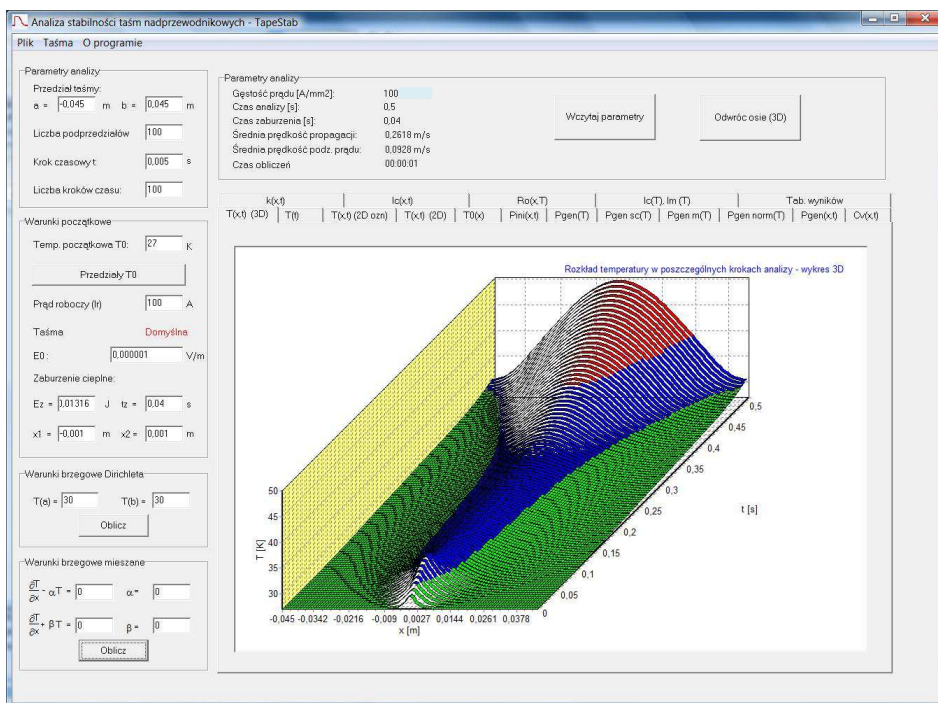 Analiza stabilności taśm nadprzewodnikowych - TapeStab
Plik Taśma O programie
Parametry analizy
Przedział taśmy:
a = -0.045 m b = 0,045 m
Liczba podprzedziałów 100
Krok czasowy t 0,005 s
Liczba kroków czasu: 100
Warunki początkowe
Temp. początkowa T0: 27 K
Przedziały T0
Prąd roboczy (Ir) 100 A
Taśma Domyślna
E0 : 0,000001 V/m
Zaburzenie cieplne:
Ez = 0,01316 J tz = 0,04 s
x1 = -0,001 m x2 = 0,001 m
Warunki brzegowe Dirichleta
T(a) = 30 T(b) = 30
Oblicz
Warunki brzegowe mieszane
∂T/∂x - αT = 0 α= 0
∂T/∂x + βT = 0 β = 0
Oblicz
Parametry analizy
Gęstość prądu [A/mm2]: 100
Czas analizy [s]: 0,5
Czas zaburzenia [s]: 0,04
Średnia prędkość propagacji: 0,2618 m/s
Średnia prędkość podz. prądu: 0,0928 m/s
Czas obliczeń 00:00:01
Wczytaj parametry
Odwróc osie (3D)
k(x,t) Ic(x,t) Ro(x,T) Ic(T), Im (T) Tab. wyników
T(x,t) (3D) T(t) T(x,t) (2D ozn) T(x,t) (2D) T0(x) Pini(x,t) Pgen(T) Pgen sc(T) Pgen m(T) Pgen norm(T) Pgen(x,t) Cv(x,t)
Rozkład temperatury w poszczególnych krokach analizy - wykres 3D
T [K]
50
45
40
35
30
-0,045 -0,0342 -0,0216 -0,009 0,0027 0,0144 0,0261 0,0378
x [m]
0
0,05
0,1
0,15
0,2
0,25
0,3
0,35
0,4
0,45
0,5
t [s]